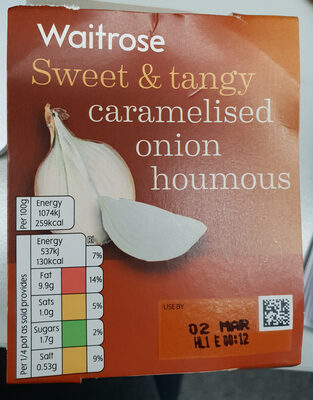 Waitrose
Sweet & tangy
caramelised
onion
houmous
Per 100g
Energy
1074kJ
259kcal
Per 1/4 pot as sold provides
Energy
537kJ
130kcal
7%
Fat
9.9g
14%
Sats
1.0g
5%
Sugars
1.7g
2%
Salt
0.53g
9%
USE BY
02 MAR
HL1 E 00:12